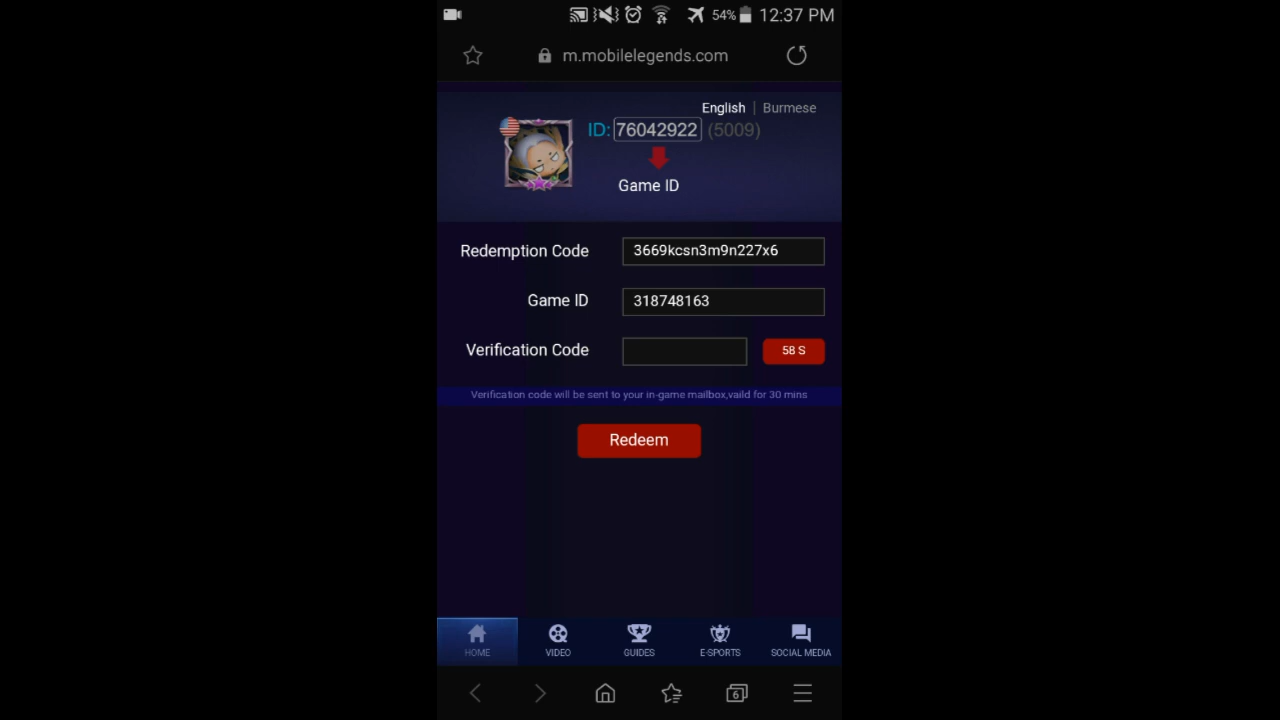 54% 12:37 PM
m.mobilelegends.com
English | Burmese
ID: 76042922 (5009)
Game ID
Redemption Code 3669kcsn3m9n227x6
Game ID 318748163
Verification Code 58 S
Verification code will be sent to your in-game mailbox,vaild for 30 mins
Redeem
HOME VIDEO GUIDES E-SPORTS SOCIAL MEDIA
6